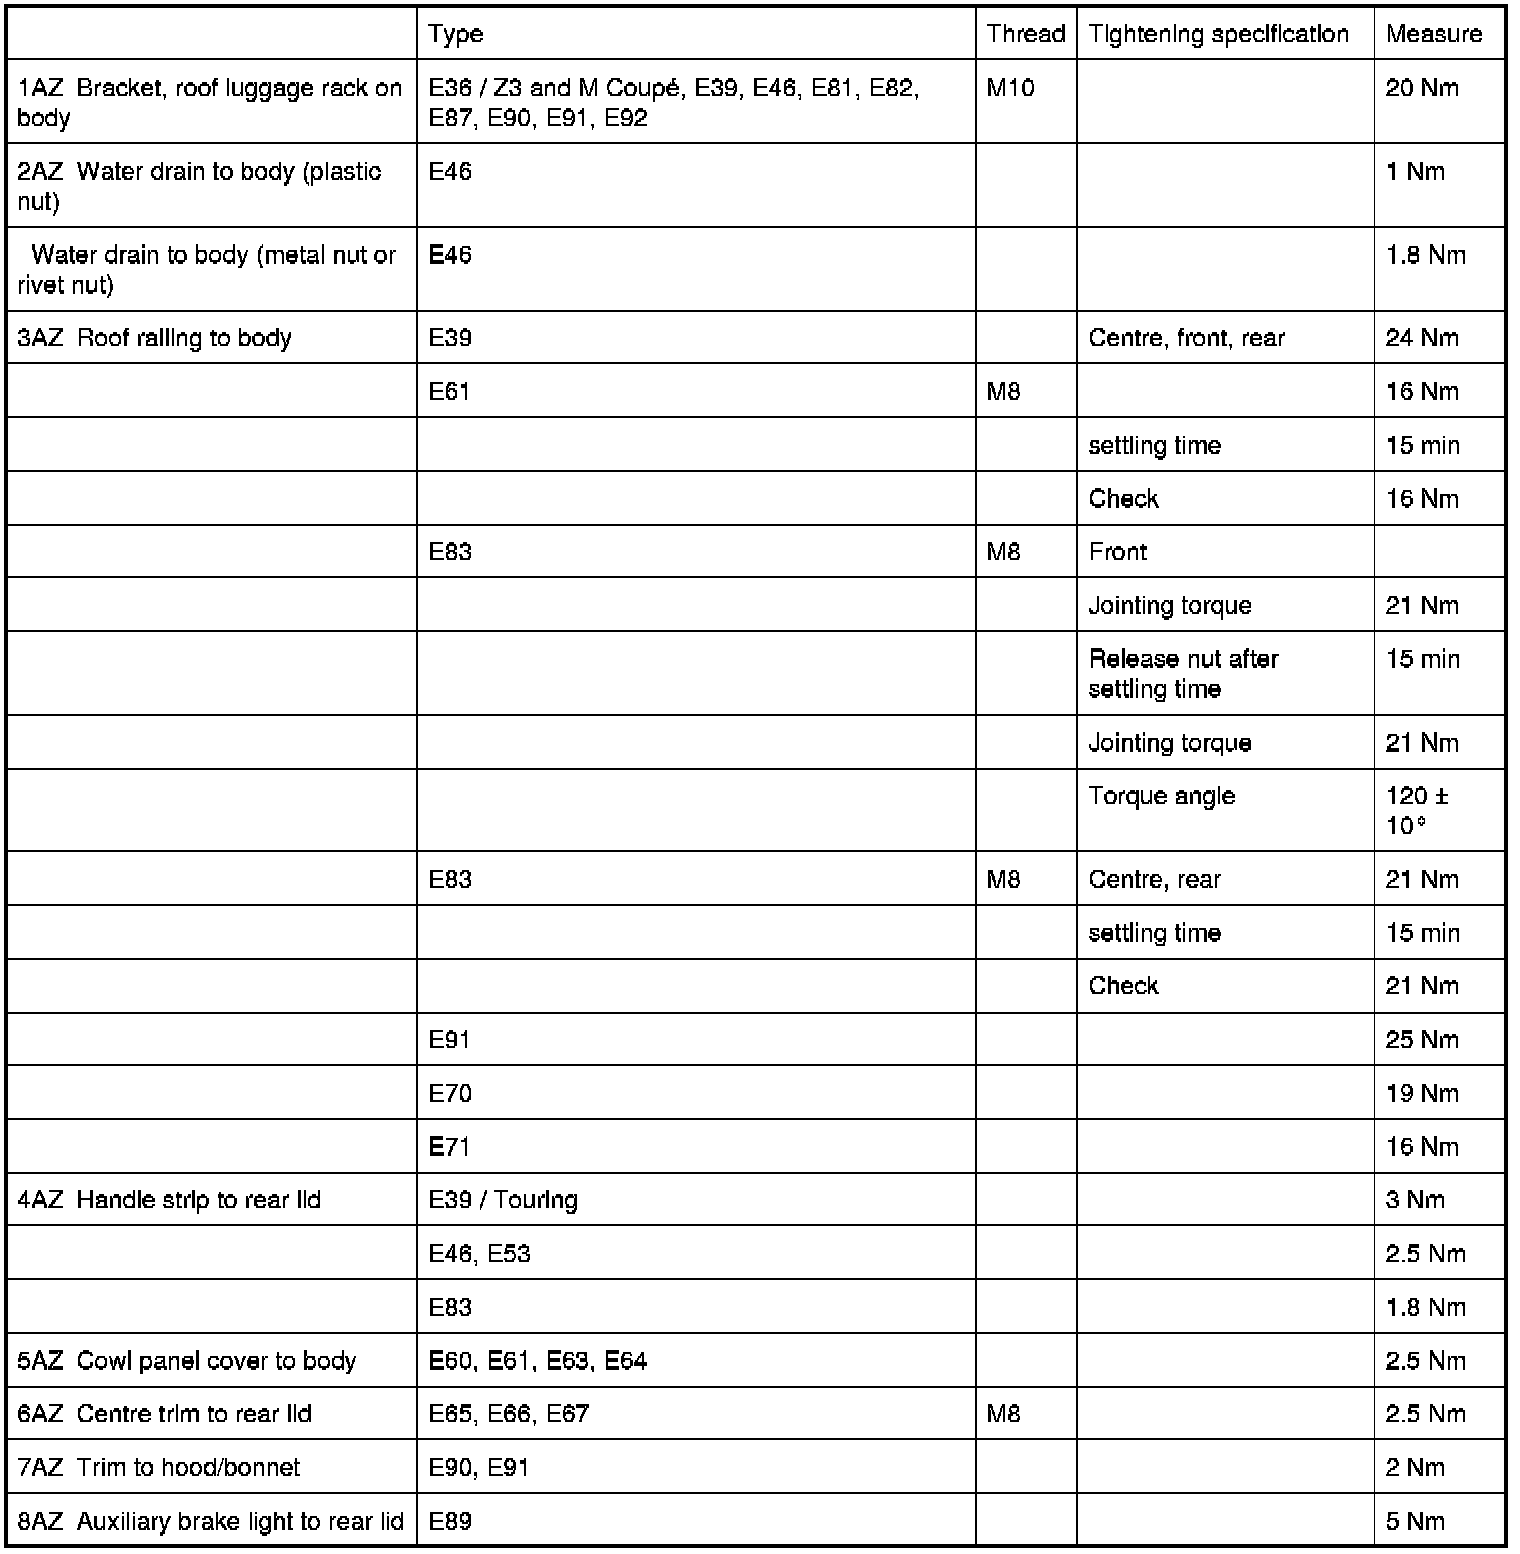 Type Thread Tightening specification Measure
1AZ Bracket, roof luggage rack on E36 / Z3 and M Coupé, E39, E46, E81, E82, M10 20 Nm
body E87, E90, E91, E92
2AZ Water drain to body (plastic E46 1 Nm
nut)
Water drain to body (metal nut or E46 1.8 Nm
rivet nut)
3AZ Roof railing to body E39 Centre, front, rear 24 Nm
E61 M8 16 Nm
settling time 15 min
Check 16 Nm
E83 M8 Front
Jointing torque 21 Nm
Release nut after 15 min
settling time
Jointing torque 21 Nm
Torque angle 120 ±
10°
E83 M8 Centre, rear 21 Nm
settling time 15 min
Check 21 Nm
E91 25 Nm
E70 19 Nm
E71 16 Nm
4AZ Handle strip to rear lid E39 / Touring 3 Nm
E46, E53 2.5 Nm
E83 1.8 Nm
5AZ Cowl panel cover to body E60, E61, E63, E64 2.5 Nm
6AZ Centre trim to rear lid E65, E66, E67 M8 2.5 Nm
7AZ Trim to hood/bonnet E90, E91 2 Nm
8AZ Auxiliary brake light to rear lid E89 5 Nm